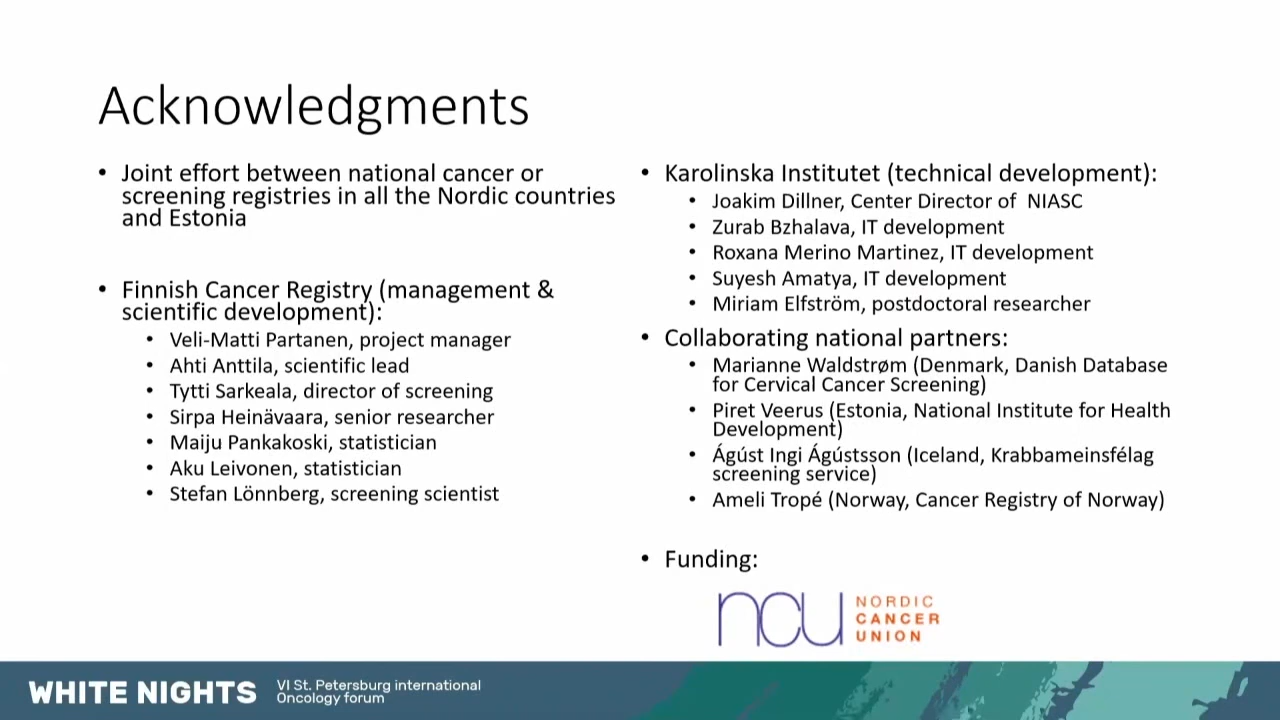 Acknowledgments
• Joint effort between national cancer or
screening registries in all the Nordic countries
and Estonia
• Finnish Cancer Registry (management &
scientific development):
• Veli-Matti Partanen, project manager
• Ahti Anttila, scientific lead
• Tytti Sarkeala, director of screening
• Sirpa Heinävaara, senior researcher
• Maiju Pankakoski, statistician
• Aku Leivonen, statistician
• Stefan Lönnberg, screening scientist
• Karolinska Institutet (technical development):
• Joakim Dillner, Center Director of NIASC
• Zurab Bzhalava, IT development
• Roxana Merino Martinez, IT development
• Suyesh Amatya, IT development
• Miriam Elfström, postdoctoral researcher
• Collaborating national partners:
• Marianne Waldstrøm (Denmark, Danish Database
for Cervical Cancer Screening)
• Piret Veerus (Estonia, National Institute for Health
Development)
• Ágúst Ingi Ágústsson (Iceland, Krabbameinsfélag
screening service)
• Ameli Tropé (Norway, Cancer Registry of Norway)
• Funding:
ncu
NORDIC
CANCER
UNION
WHITE NIGHTS
VI St. Petersburg international
Oncology forum